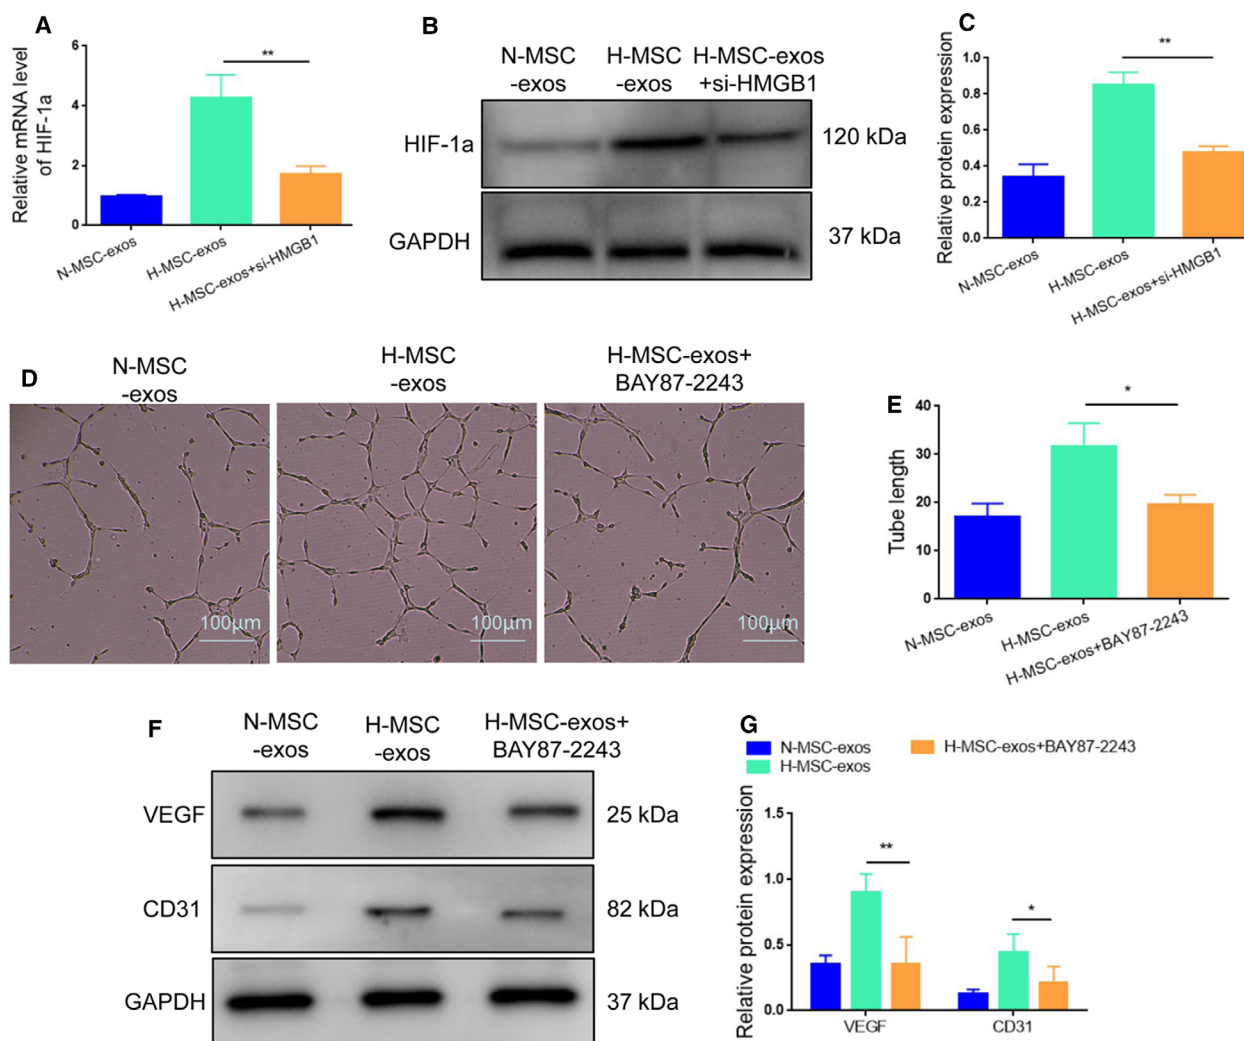 A
Relative mRNA level
of HIF-1a
6
4
2
0
**
N-MSC-exos
H-MSC-exos
H-MSC-exos+si-HMGB1
B
N-MSC
-exos
H-MSC
-exos
H-MSC-exos
+si-HMGB1
HIF-1a
120 kDa
GAPDH
37 kDa
C
Relative protein expression
1.0
0.8
0.6
0.4
0.2
0.0
**
N-MSC-exos
H-MSC-exos
H-MSC-exos+si-HMGB1
D
N-MSC
-exos
H-MSC
-exos
H-MSC-exos+
BAY87-2243
100μm
100μm
100μm
E
Tube length
40
30
20
10
0
*
N-MSC-exos
H-MSC-exos
H-MSC-exos+BAY87-2243
F
N-MSC
-exos
H-MSC
-exos
H-MSC-exos+
BAY87-2243
VEGF
25 kDa
CD31
82 kDa
GAPDH
37 kDa
G
N-MSC-exos
H-MSC-exos+BAY87-2243
H-MSC-exos
Relative protein expression
1.5
1.0
0.5
0.0
**
*
VEGF
CD31